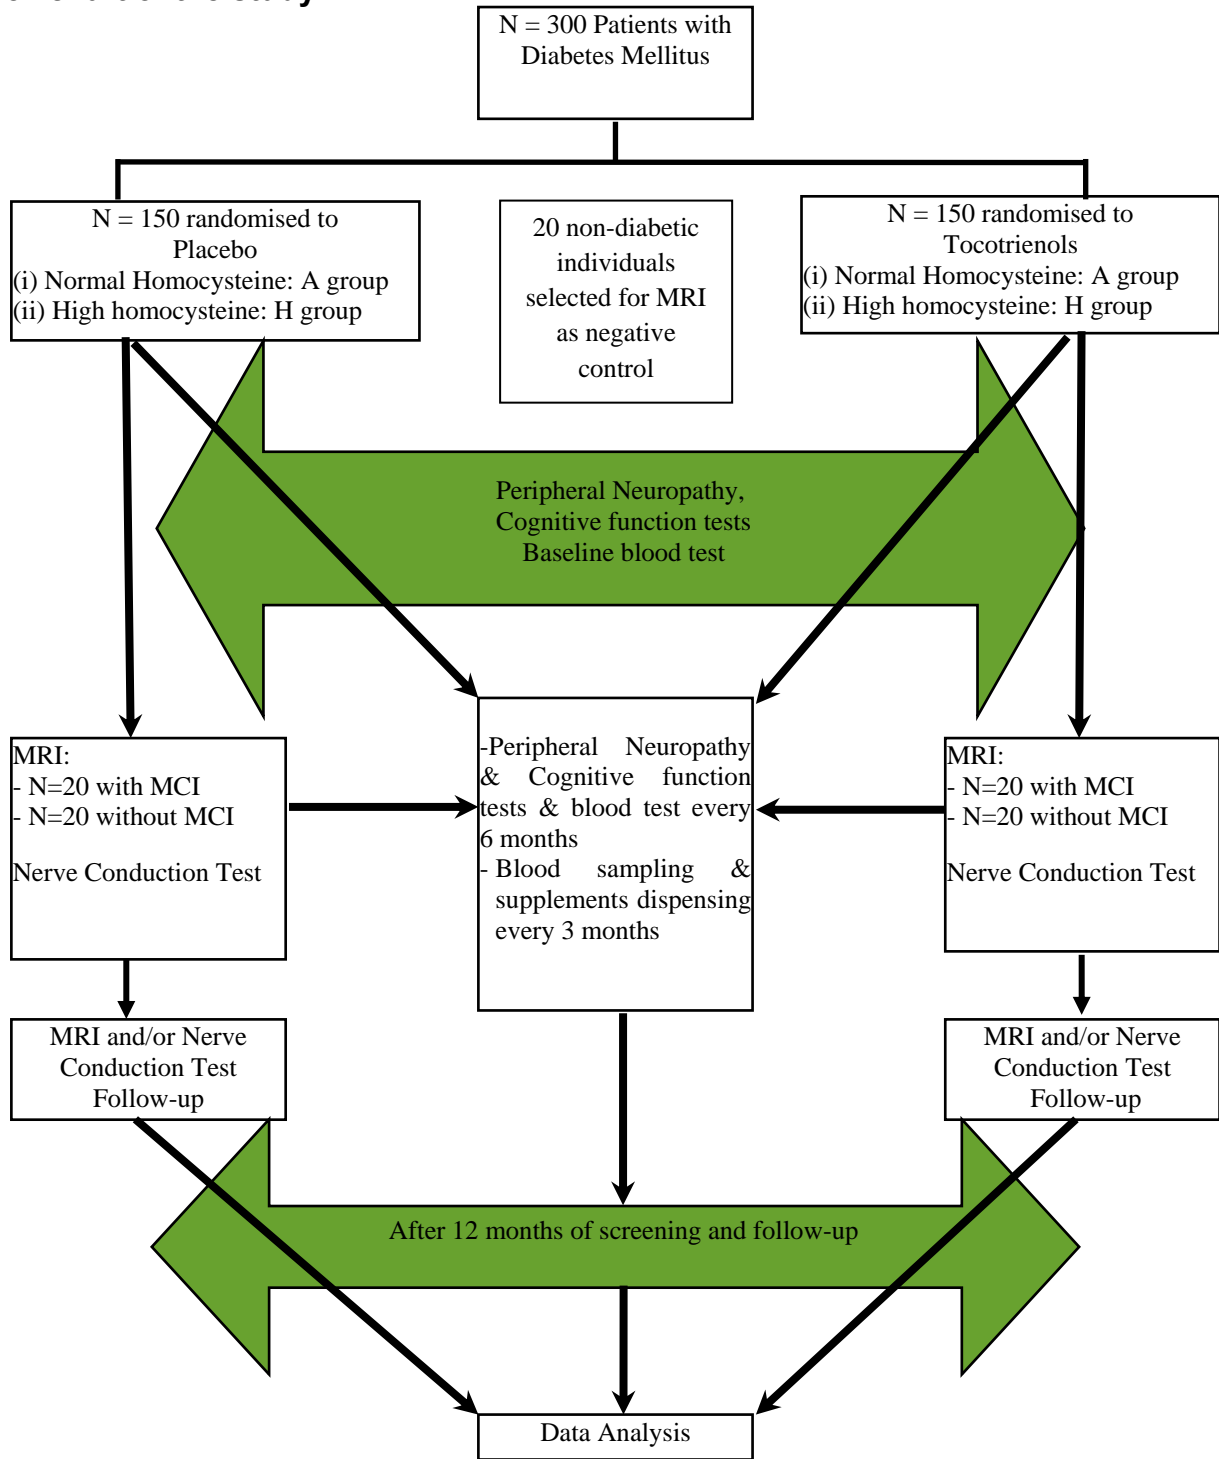 study
N = 300 Patients with
Diabetes Mellitus
N = 150 randomised to
Placebo
(i) Normal Homocysteine: A group
(ii) High homocysteine: H group
20 non-diabetic
individuals
selected for MRI
as negative
control
N = 150 randomised to
Tocotrienols
(i) Normal Homocysteine: A group
(ii) High homocysteine: H group
Peripheral Neuropathy,
Cognitive function tests
Baseline blood test
MRI:
- N=20 with MCI
- N=20 without MCI
Nerve Conduction Test
-Peripheral Neuropathy
& Cognitive function
tests & blood test every
6 months
- Blood sampling &
supplements dispensing
every 3 months
MRI:
- N=20 with MCI
- N=20 without MCI
Nerve Conduction Test
MRI and/or Nerve
Conduction Test
Follow-up
MRI and/or Nerve
Conduction Test
Follow-up
After 12 months of screening and follow-up
Data Analysis